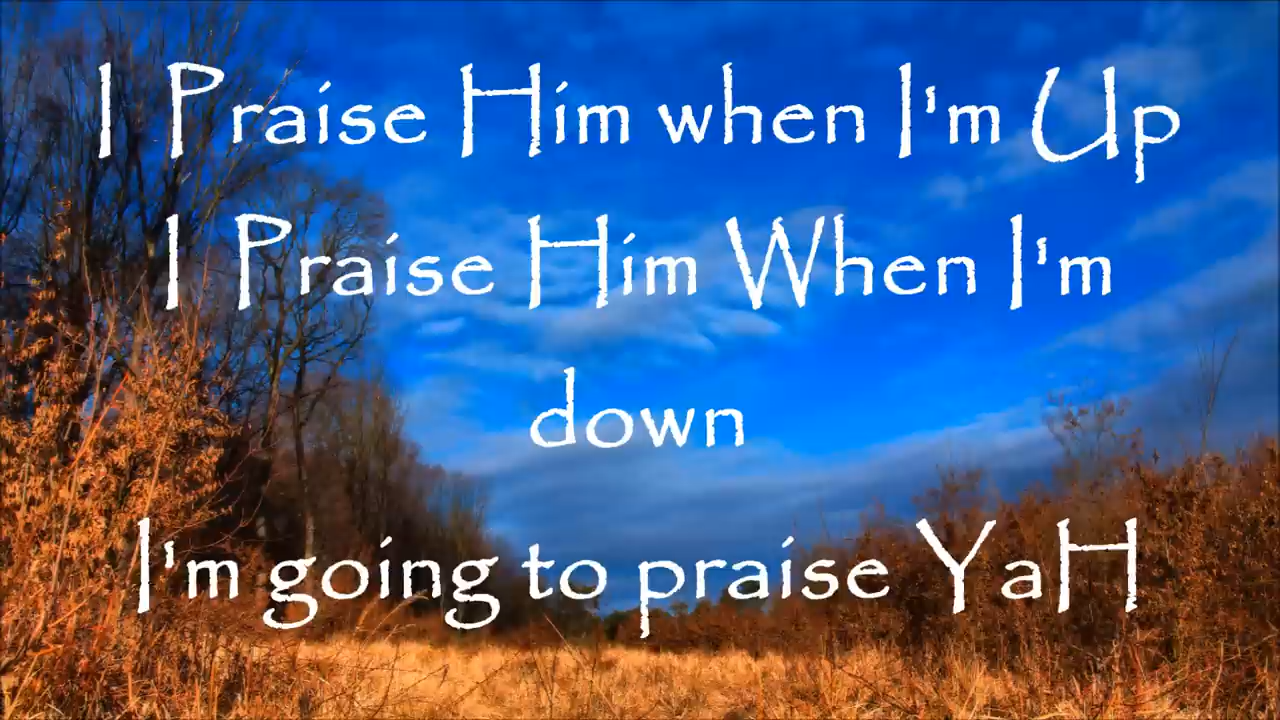 I Praise Him when I'm Up
I Praise Him When I'm
down
I'm going to praise YaH